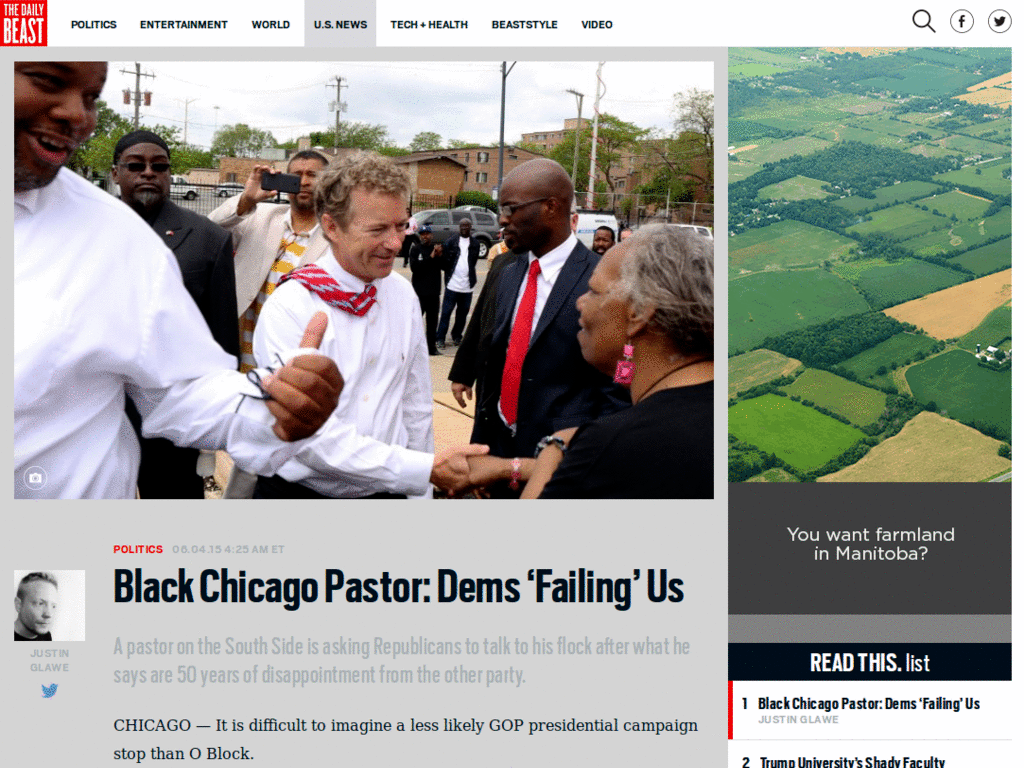 THE DAILY
BEAST
POLITICS
ENTERTAINMENT
WORLD
U.S. NEWS
TECH + HEALTH
BEASTSTYLE
VIDEO
You want farmland
in Manitoba?
POLITICS 06.04.15 4:25 AM ET
Black Chicago Pastor: Dems ‘Failing’ Us
JUSTIN
GLAWE
A pastor on the South Side is asking Republicans to talk to his flock after what he
says are 50 years of disappointment from the other party.
CHICAGO — It is difficult to imagine a less likely GOP presidential campaign
stop than O Block.
READ THIS. list
1 Black Chicago Pastor: Dems ‘Failing’ Us
JUSTIN GLAWE
2 Trump University’s Shady Faculty